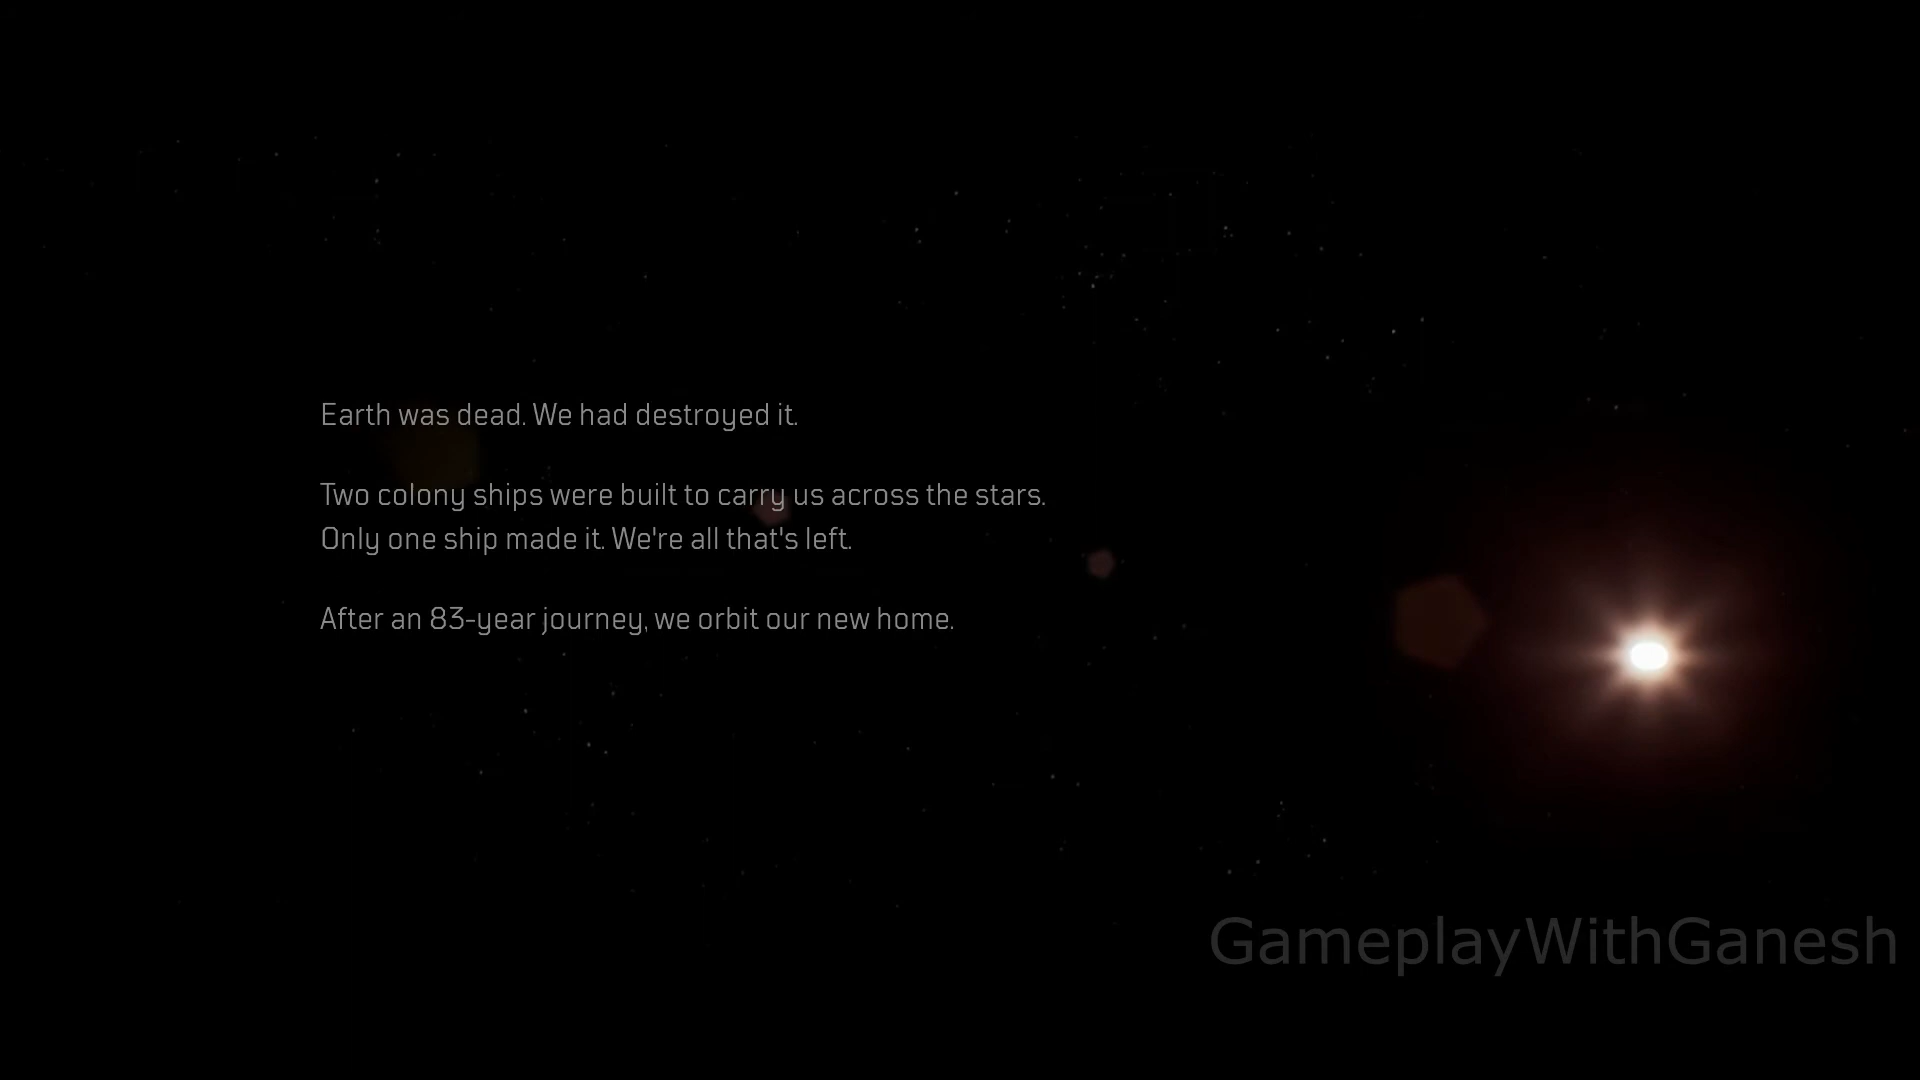 Earth was dead. We had destroyed it.
Two colony ships were built to carry us across the stars.
Only one ship made it. We're all that's left.
After an 83-year journey, we orbit our new home.
GameplayWithGanesh